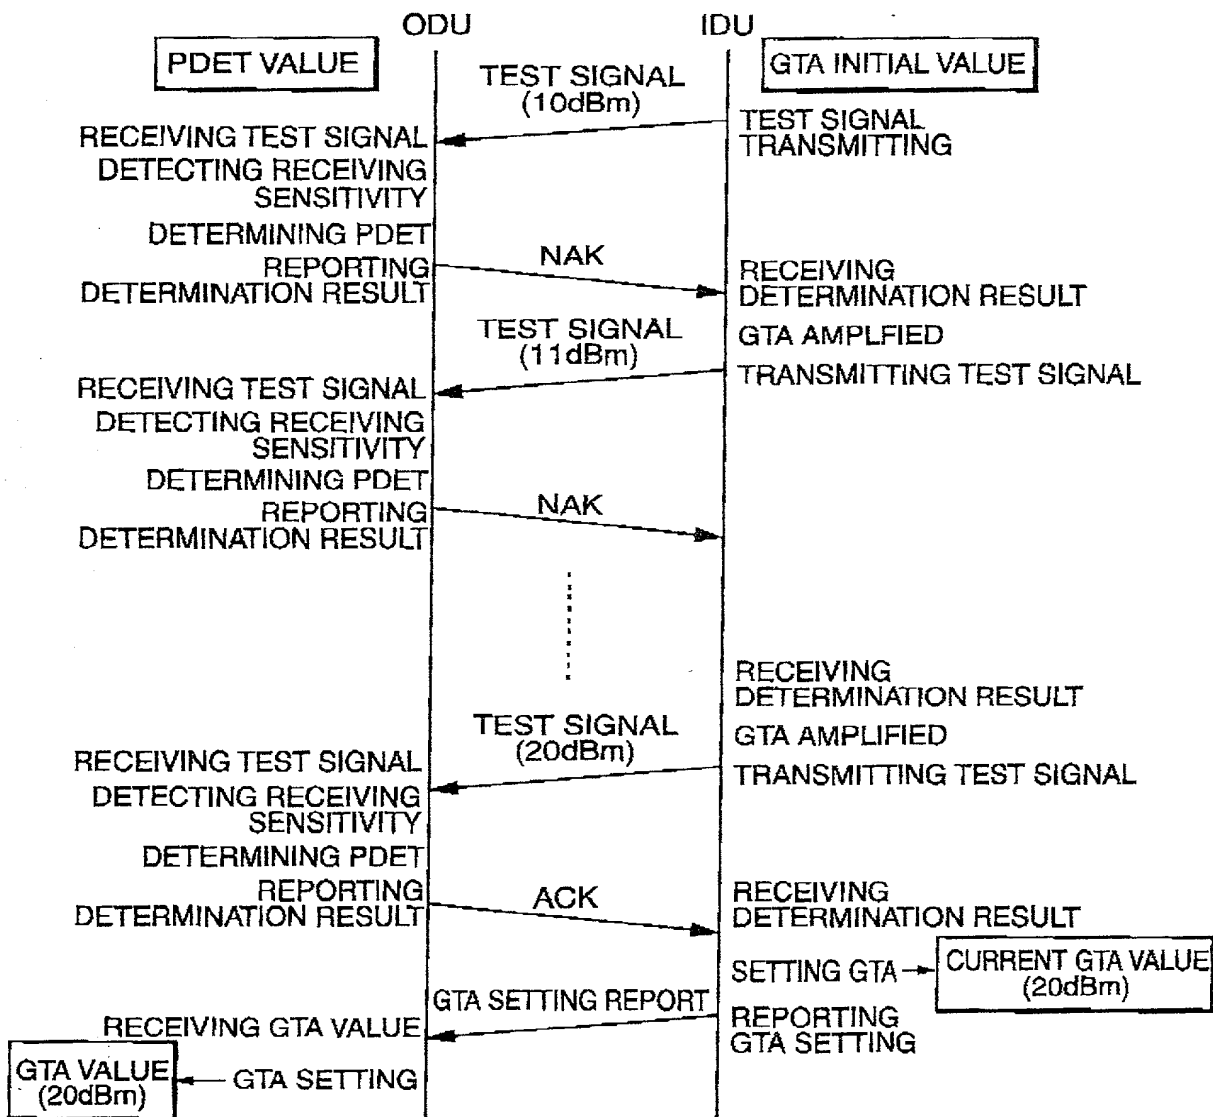 ODU
IDU
PDET VALUE
GTA INITIAL VALUE
TEST SIGNAL
(10dBm)
TEST SIGNAL
TRANSMITTING
RECEIVING TEST SIGNAL
DETECTING RECEIVING
SENSITIVITY
DETERMINING PDET
REPORTING
DETERMINATION RESULT
NAK
RECEIVING
DETERMINATION RESULT
TEST SIGNAL
(11dBm)
GTA AMPLFIED
TRANSMITTING TEST SIGNAL
RECEIVING TEST SIGNAL
DETECTING RECEIVING
SENSITIVITY
DETERMINING PDET
REPORTING
DETERMINATION RESULT
NAK
RECEIVING
DETERMINATION RESULT
TEST SIGNAL
(20dBm)
GTA AMPLIFIED
TRANSMITTING TEST SIGNAL
RECEIVING TEST SIGNAL
DETECTING RECEIVING
SENSITIVITY
DETERMINING PDET
REPORTING
DETERMINATION RESULT
ACK
RECEIVING
DETERMINATION RESULT
SETTING GTA
CURRENT GTA VALUE
(20dBm)
GTA SETTING REPORT
REPORTING
GTA SETTING
RECEIVING GTA VALUE
GTA VALUE
(20dBm)
GTA SETTING